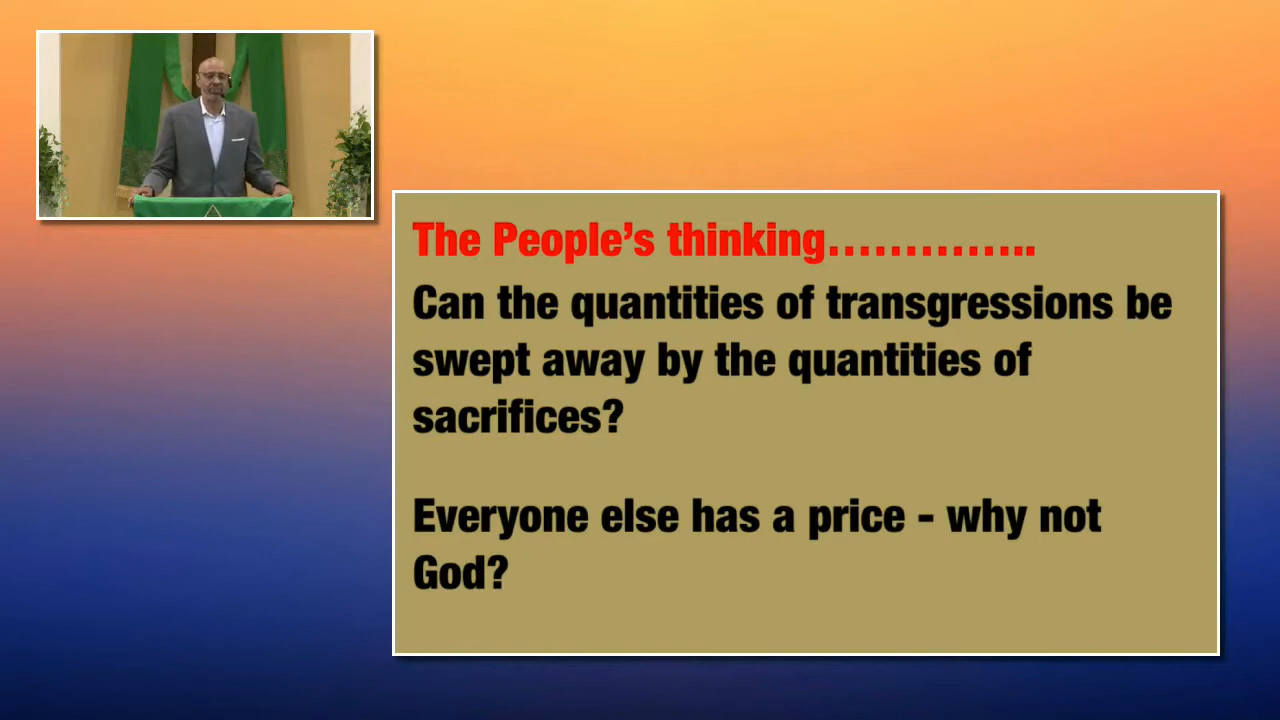 The People’s thinking…………..
Can the quantities of transgressions be
swept away by the quantities of
sacrifices?
Everyone else has a price - why not
God?